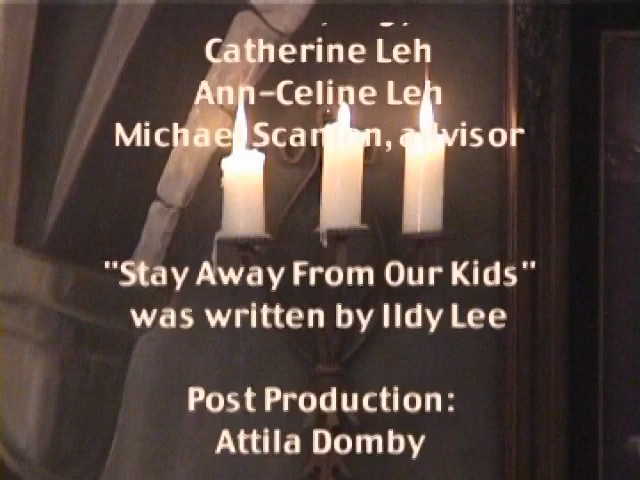 Catherine Leh
Ann-Celine Leh
Michael Scanlon, advisor
"Stay Away From Our Kids"
was written by Ildy Lee
Post Production:
Attila Domby